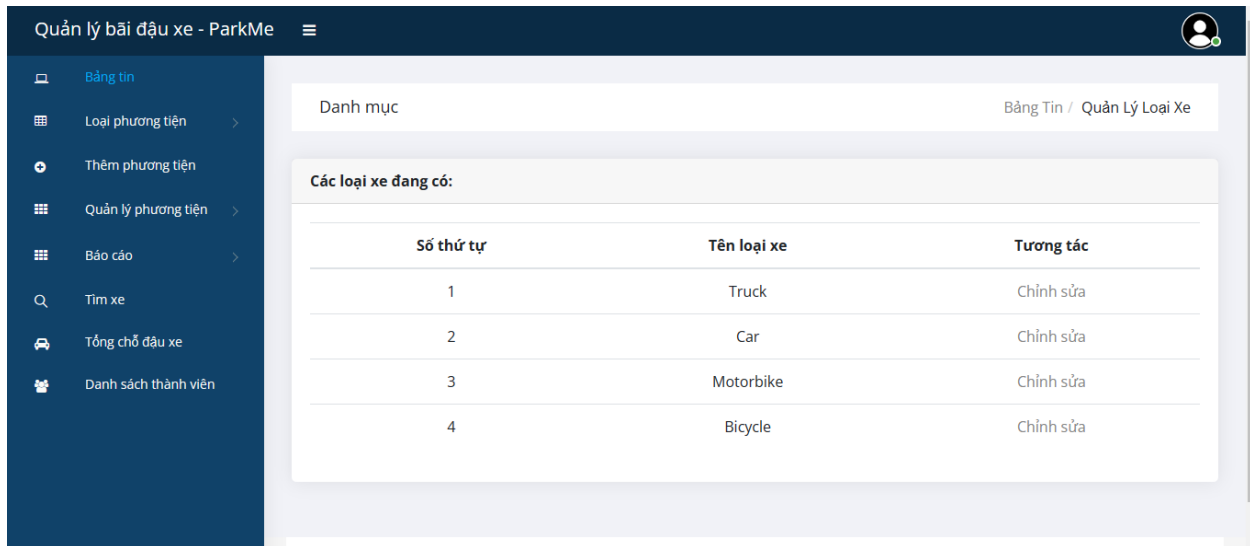 Quản lý bãi đậu xe - ParkMe
Bảng tin
Loại phương tiện
Thêm phương tiện
Quản lý phương tiện
Báo cáo
Tìm xe
Tổng chỗ đậu xe
Danh sách thành viên
Danh mục
Bảng Tin / Quản Lý Loại Xe
Các loại xe đang có:
Số thứ tự Tên loại xe Tương tác
1 Truck Chỉnh sửa
2 Car Chỉnh sửa
3 Motorbike Chỉnh sửa
4 Bicycle Chỉnh sửa